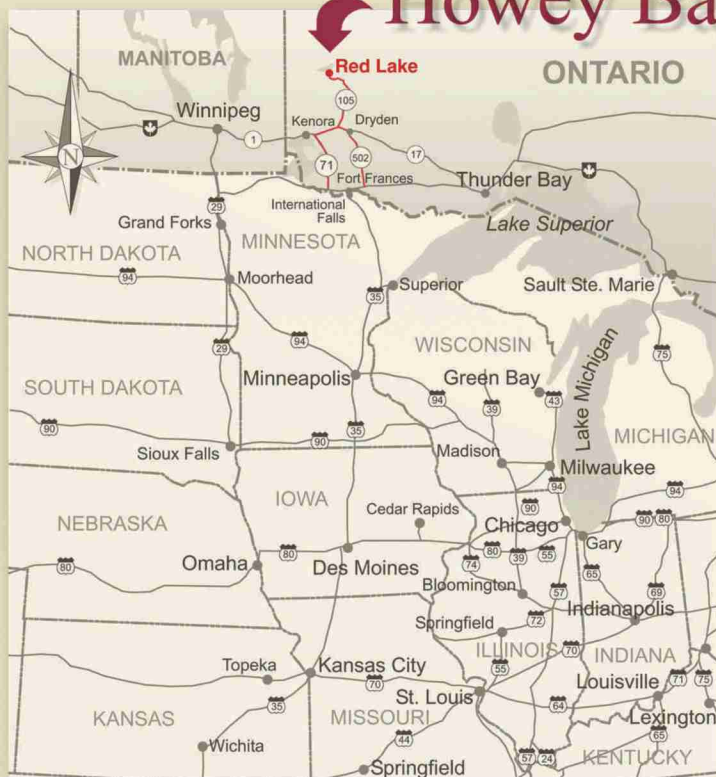 Howey Ba
MANITOBA
Red Lake
ONTARIO
105
Winnipeg
Kenora
Dryden
1
17
71
502
Fort Frances
Thunder Bay
N
International
Falls
29
Lake Superior
Grand Forks
MINNESOTA
NORTH DAKOTA
94
Moorhead
35
Superior
Sault Ste. Marie
94
WISCONSIN
75
29
Lake Michigan
Minneapolis
Green Bay
SOUTH DAKOTA
94
39
43
90
35
90
MICHIGAN
Sioux Falls
Madison
Milwaukee
94
94
IOWA
90
Cedar Rapids
NEBRASKA
Chicago
90
80
Gary
80
Omaha
80
Des Moines
80
39
55
74
65
Bloomington
57
69
Indianapolis
Springfield
72
ILLINOIS
70
INDIANA
Topeka
Kansas City
55
Louisville
71
75
70
St. Louis
35
64
Lexington
KANSAS
MISSOURI
44
65
Wichita
57
24
KENTUCKY
Springfield